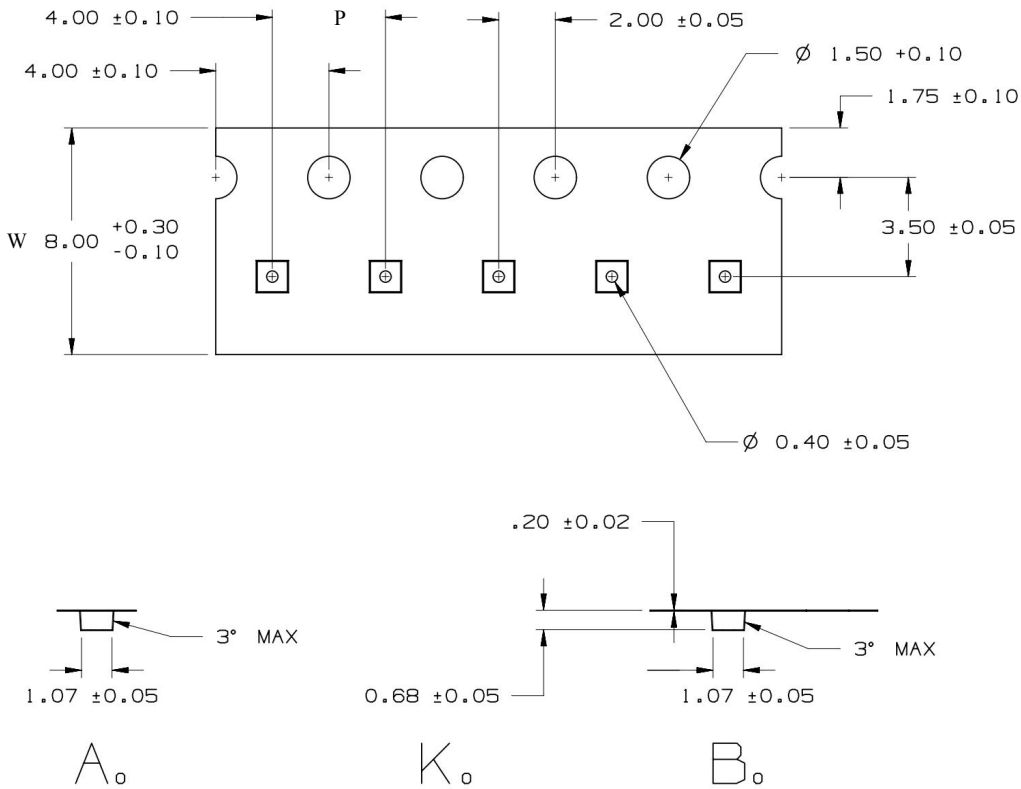 4.00 ±0.10
P
2.00 ±0.05
Ø 1.50 +0.10
4.00 ±0.10
1.75 ±0.10
W 8.00 +0.30 -0.10
3.50 ±0.05
Ø 0.40 ±0.05
.20 ±0.02
3° MAX
3° MAX
1.07 ±0.05
0.68 ±0.05
1.07 ±0.05
A₀
K₀
B₀